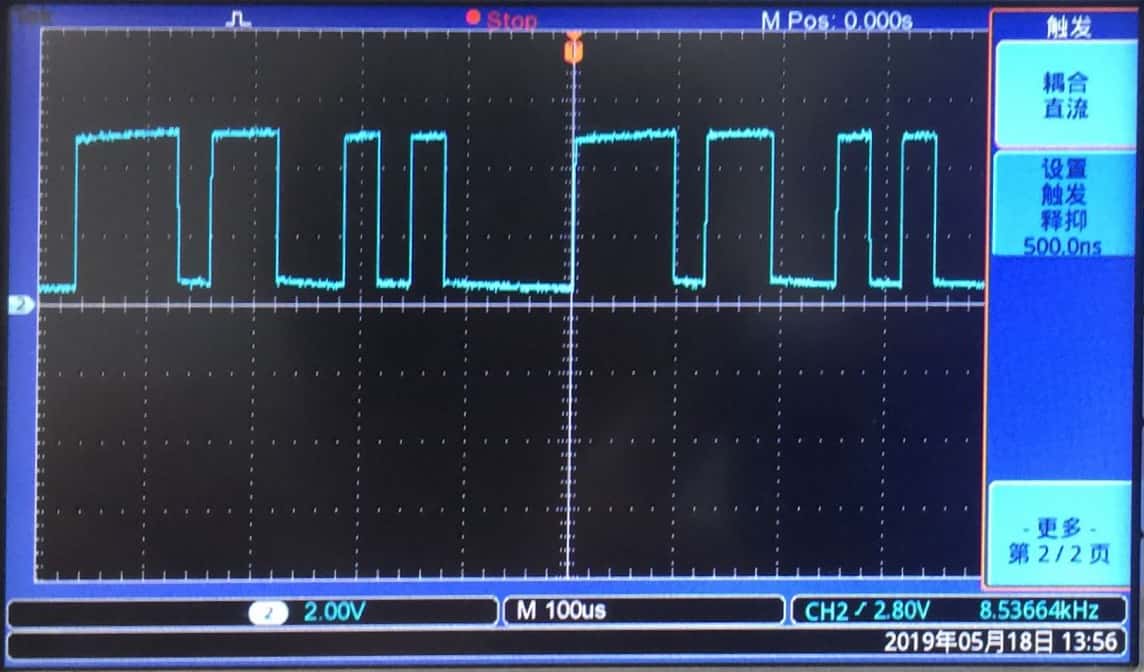 Stop
M Pos: 0.000s
触发
耦合
直流
设置
触发
释抑
500.0ns
2
- 更多 -
第 2 / 2 页
2 2.00V
M 100us
CH2 2.80V 8.53664kHz
2019年05月18日 13:56